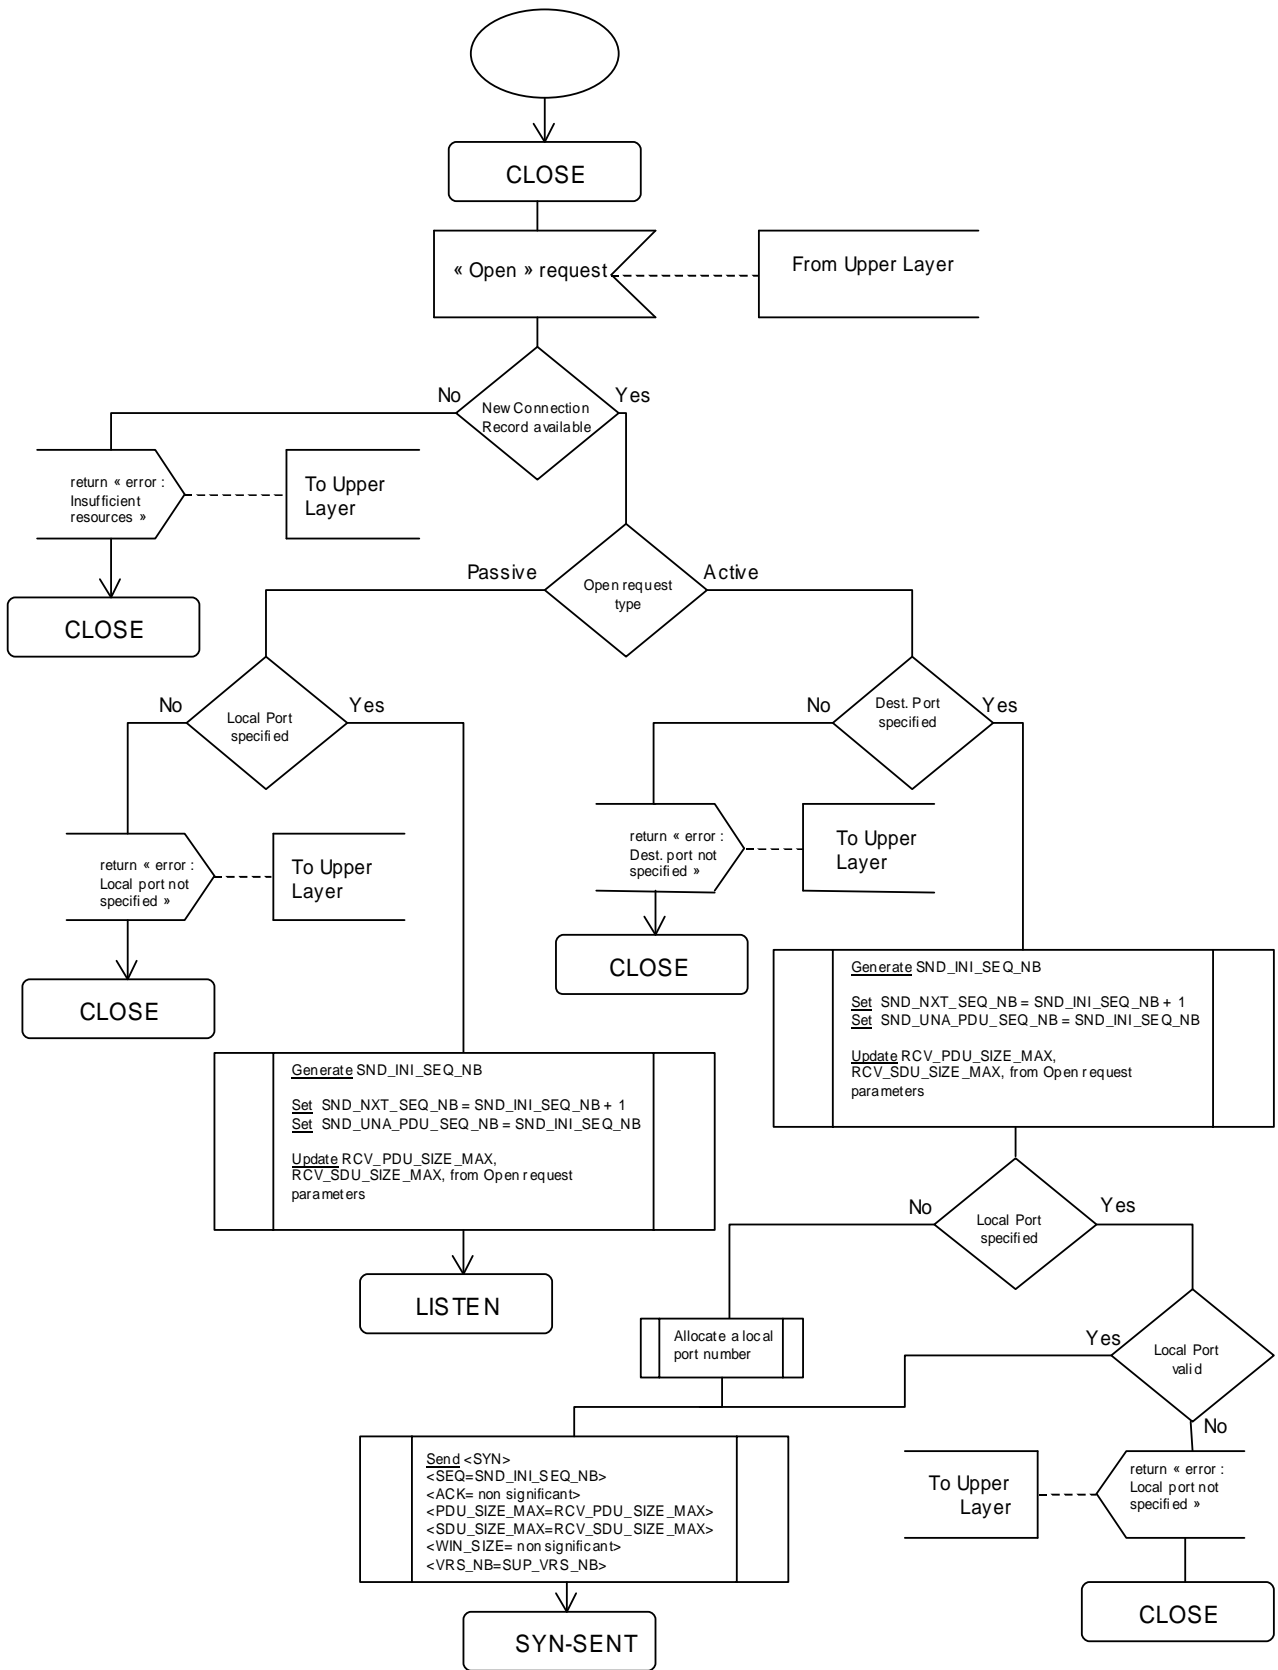 CLOSE
« Open » request
From Upper Layer
No
Yes
New Connection
Record available
return « error :
Insufficient
resources »
To Upper
Layer
CLOSE
Passive
Active
Open request
type
No
Yes
Local Port
specified
No
Yes
Dest. Port
specified
return « error :
Local port not
specified »
To Upper
Layer
CLOSE
return « error :
Dest. port not
specified »
To Upper
Layer
CLOSE
Generate SND_INI_SEQ_NB
Set SND_NXT_SEQ_NB = SND_INI_SEQ_NB + 1
Set SND_UNA_PDU_SEQ_NB = SND_INI_SEQ_NB
Update RCV_PDU_SIZE_MAX,
RCV_SDU_SIZE_MAX, from Open request
parameters
Generate SND_INI_SEQ_NB
Set SND_NXT_SEQ_NB = SND_INI_SEQ_NB + 1
Set SND_UNA_PDU_SEQ_NB = SND_INI_SEQ_NB
Update RCV_PDU_SIZE_MAX,
RCV_SDU_SIZE_MAX, from Open request
parameters
LISTEN
No
Yes
Local Port
specified
Allocate a local
port number
Yes
Local Port
valid
No
Send <SYN>
<SEQ=SND_INI_SEQ_NB>
<ACK= non significant>
<PDU_SIZE_MAX=RCV_PDU_SIZE_MAX>
<SDU_SIZE_MAX=RCV_SDU_SIZE_MAX>
<WIN_SIZE= non significant>
<VRS_NB=SUP_VRS_NB>
To Upper
Layer
return « error :
Local port not
specified »
CLOSE
SYN-SENT